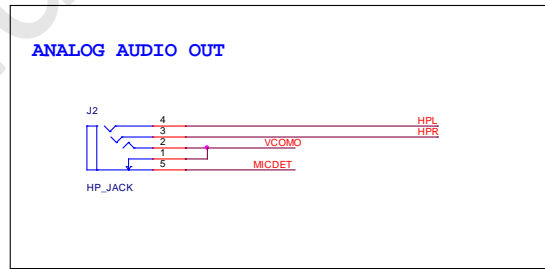 ANALOG AUDIO OUT
J2
4 HPL
3 HPR
2 VCOMO
1
5 MICDET
HP_JACK